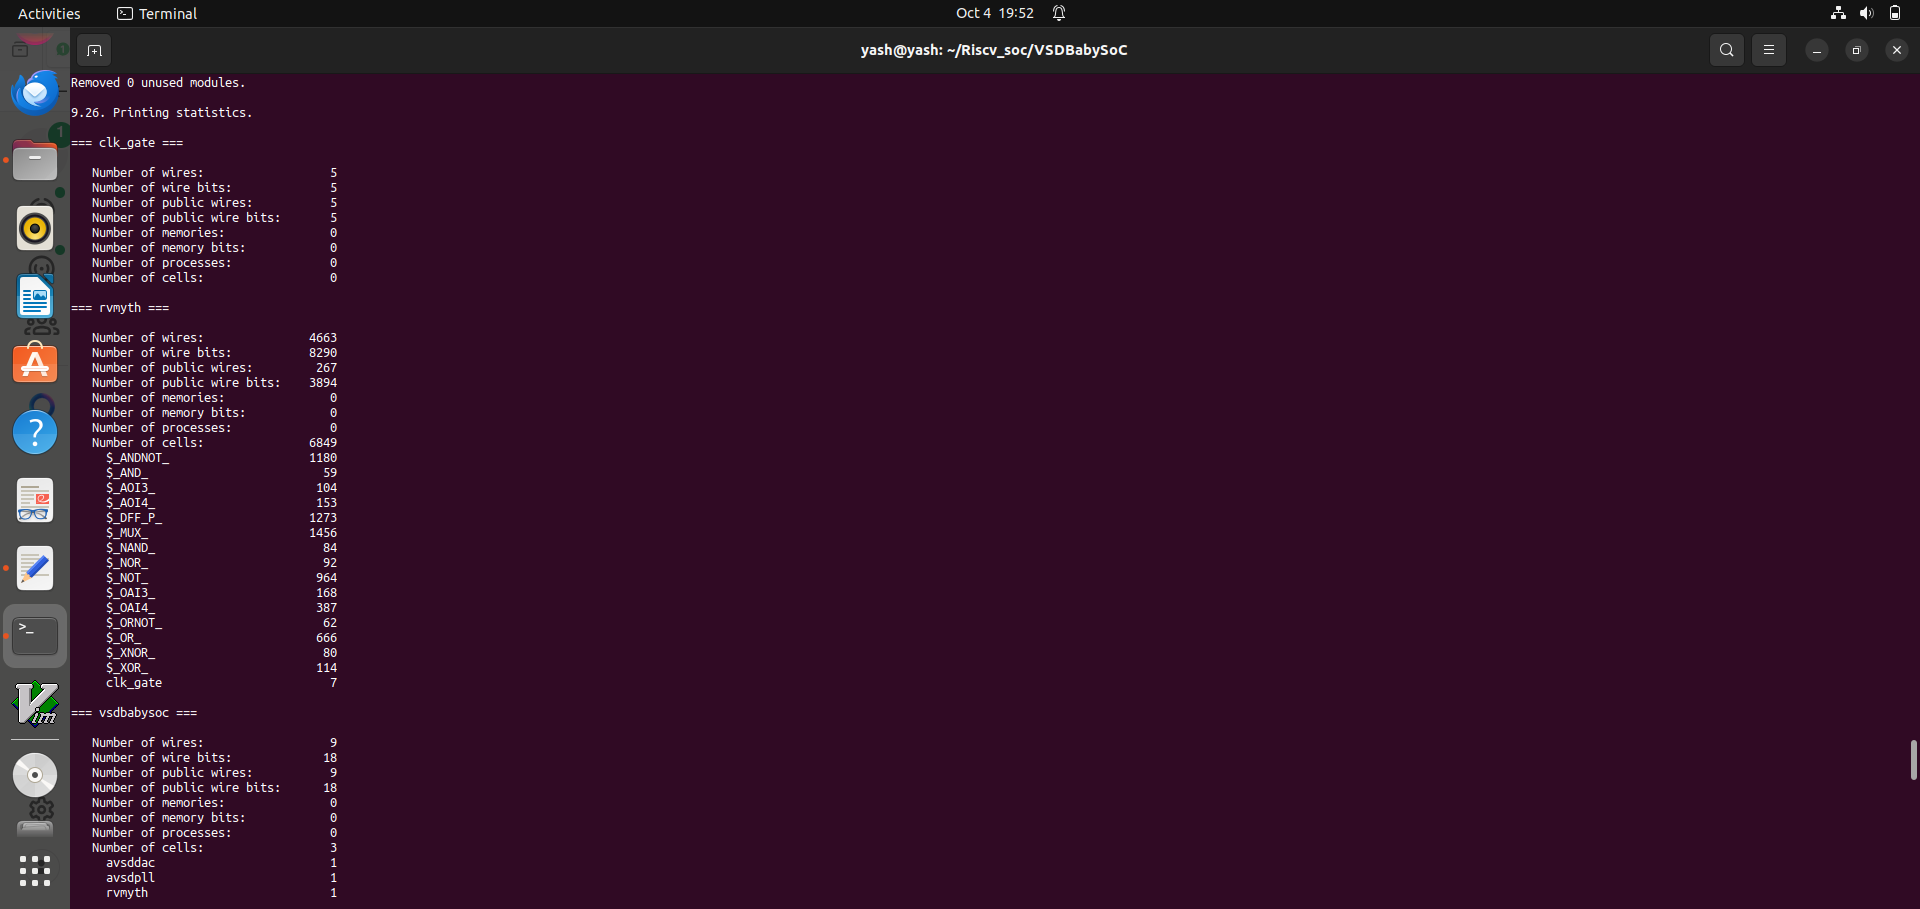 Activities
Terminal
Oct 4 19:52
yash@yash: ~/Riscv_soc/VSDBabySoC
Removed 0 unused modules.
9.26. Printing statistics.
=== clk_gate ===
Number of wires: 5
Number of wire bits: 5
Number of public wires: 5
Number of public wire bits: 5
Number of memories: 0
Number of memory bits: 0
Number of processes: 0
Number of cells: 0
=== rvmyth ===
Number of wires: 4663
Number of wire bits: 8290
Number of public wires: 267
Number of public wire bits: 3894
Number of memories: 0
Number of memory bits: 0
Number of processes: 0
Number of cells: 6849
$_ANDNOT_ 1180
$_AND_ 59
$_AOI3_ 104
$_AOI4_ 153
$_DFF_P_ 1273
$_MUX_ 1456
$_NAND_ 84
$_NOR_ 92
$_NOT_ 964
$_OAI3_ 168
$_OAI4_ 387
$_ORNOT_ 62
$_OR_ 666
$_XNOR_ 80
$_XOR_ 114
clk_gate 7
=== vsdbabysoc ===
Number of wires: 9
Number of wire bits: 18
Number of public wires: 9
Number of public wire bits: 18
Number of memories: 0
Number of memory bits: 0
Number of processes: 0
Number of cells: 3
avsddac 1
avsdpll 1
rvmyth 1
1
1
?
>_
Vim